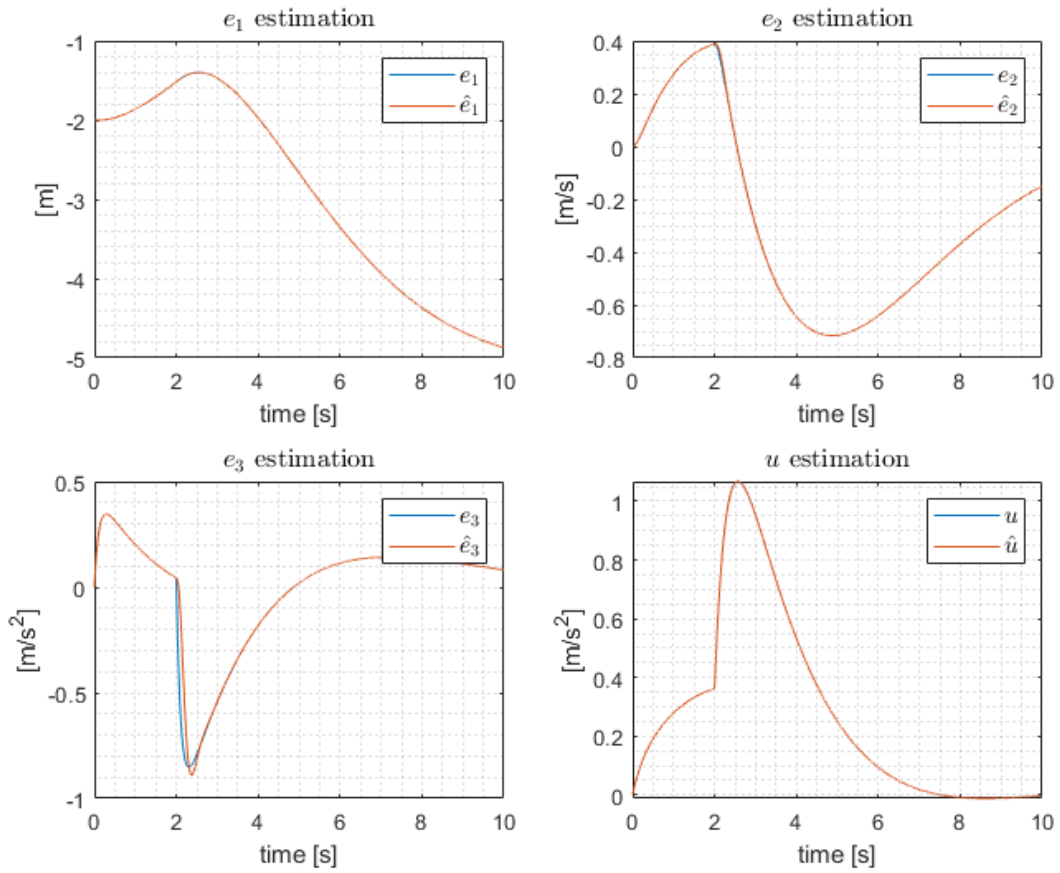 e₁ estimation
-1
-2
-3
-4
-5
[m]
e₁
ê₁
0 2 4 6 8 10
time [s]
e₂ estimation
0.4
0.2
0
-0.2
-0.4
-0.6
-0.8
[m/s]
e₂
ê₂
0 2 4 6 8 10
time [s]
e₃ estimation
0.5
0
-0.5
-1
[m/s²]
e₃
ê₃
0 2 4 6 8 10
time [s]
u estimation
1
0.8
0.6
0.4
0.2
0
[m/s²]
u
û
0 2 4 6 8 10
time [s]